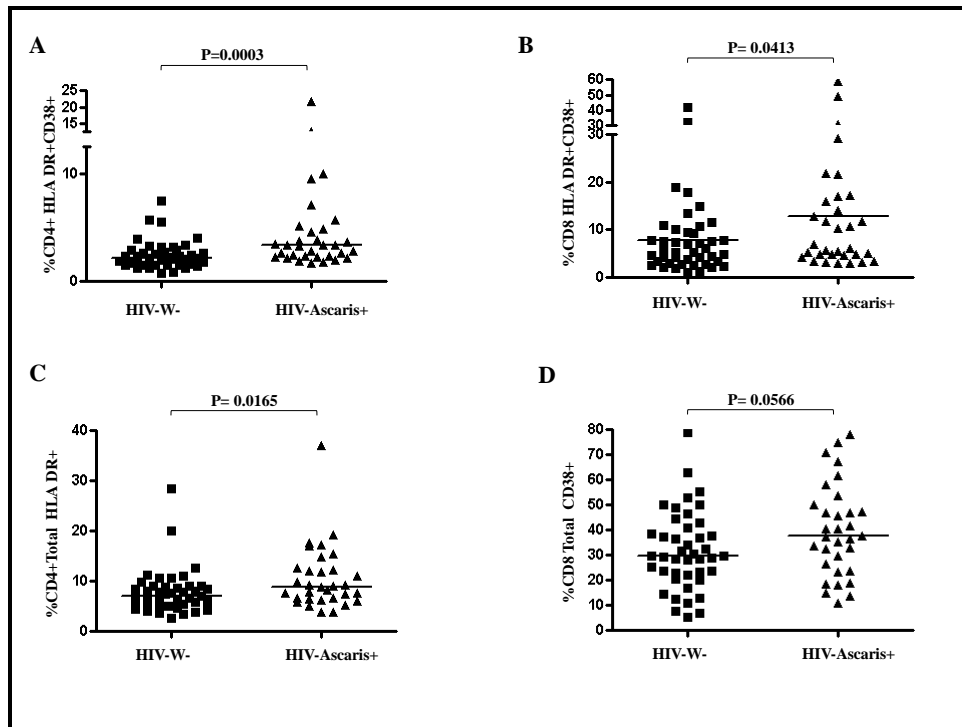 A
P=0.0003
%CD4+ HLA DR+CD38+
25
20
15
10
0
HIV-W-
HIV-Ascaris+
B
P= 0.0413
%CD8 HLA DR+CD38+
60
50
40
30
30
20
10
0
HIV-W-
HIV-Ascaris+
C
P= 0.0165
%CD4+Total HLA DR+
40
30
20
10
0
HIV-W-
HIV-Ascaris+
D
P= 0.0566
%CD8 Total CD38+
80
70
60
50
40
30
20
10
0
HIV-W-
HIV-Ascaris+